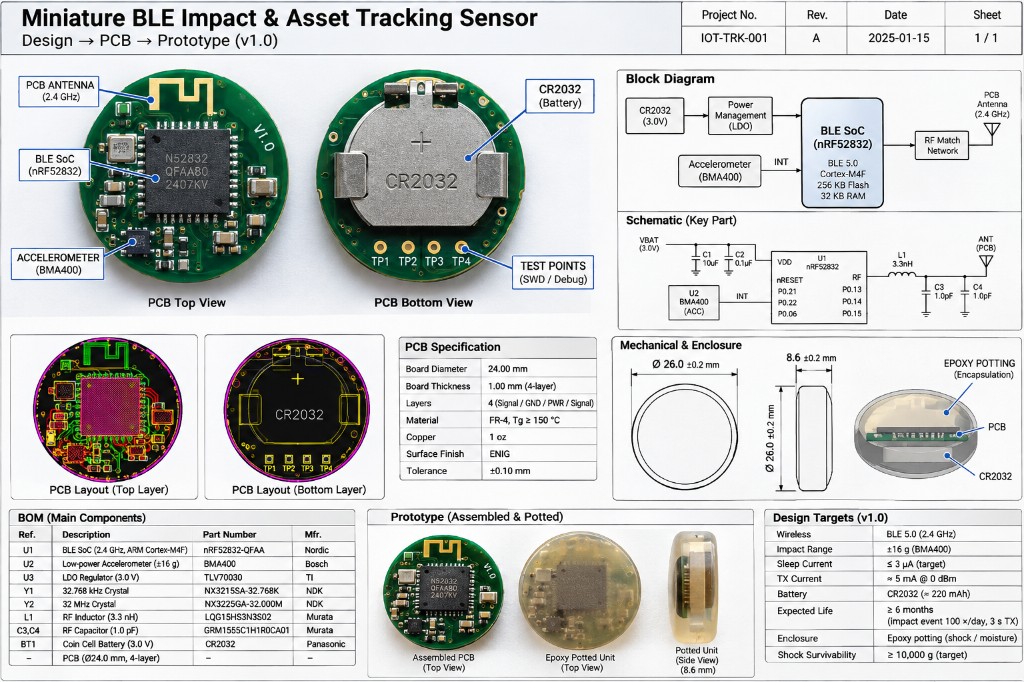 Miniature BLE Impact & Asset Tracking Sensor
Design → PCB → Prototype (v1.0)
Project No. Rev. Date Sheet
IOT-TRK-001 A 2025-01-15 1 / 1
PCB ANTENNA
(2.4 GHz)
BLE SoC
(nRF52832)
ACCELEROMETER
(BMA400)
V1.0
N52832
QFAA80
2407KV
PCB Top View
CR2032
(Battery)
+
CR2032
TP1 TP2 TP3 TP4
TEST POINTS
(SWD / Debug)
PCB Bottom View
Block Diagram
CR2032
(3.0V)
Power
Management
(LDO)
Accelerometer
(BMA400)
INT
BLE SoC
(nRF52832)
BLE 5.0
Cortex-M4F
256 KB Flash
32 KB RAM
RF Match
Network
PCB
Antenna
(2.4 GHz)
Schematic (Key Part)
VBAT
(3.0V)
C1
10uF
C2
0.1µF
U2
BMA400
(ACC)
INT
U1
nRF52832
VDD
nRESET
P0.21
P0.22
P0.06
RF
P0.13
P0.14
P0.15
L1
3.3nH
C3
1.0pF
C4
1.0pF
ANT
(PCB)
PCB Layout (Top Layer)
+
CR2032
TP1 TP2 TP3 TP4
PCB Layout (Bottom Layer)
PCB Specification
Board Diameter 24.00 mm
Board Thickness 1.00 mm (4-layer)
Layers 4 (Signal / GND / PWR / Signal)
Material FR-4, Tg ≥ 150 °C
Copper 1 oz
Surface Finish ENIG
Tolerance ±0.10 mm
Mechanical & Enclosure
Ø 26.0 ±0.2 mm
8.6 ±0.2 mm
Ø 26.0 ±0.2 mm
EPOXY POTTING
(Encapsulation)
PCB
CR2032
BOM (Main Components)
Ref. Description Part Number Mfr.
U1 BLE SoC (2.4 GHz, ARM Cortex-M4F) nRF52832-QFAA Nordic
U2 Low-power Accelerometer (±16 g) BMA400 Bosch
U3 LDO Regulator (3.0 V) TLV70030 TI
Y1 32.768 kHz Crystal NX3215SA-32.768K NDK
Y2 32 MHz Crystal NX3225GA-32.000M NDK
L1 RF Inductor (3.3 nH) LQG15HS3N3S02 Murata
C3,C4 RF Capacitor (1.0 pF) GRM1555C1H1R0CA01 Murata
BT1 Coin Cell Battery (3.0 V) CR2032 Panasonic
– PCB (Ø24.0 mm, 4-layer) – –
Prototype (Assembled & Potted)
V1.0
N52032
QFAA80
2407KV
Assembled PCB
(Top View)
Epoxy Potted Unit
(Top View)
Potted Unit
(Side View)
(8.6 mm)
Design Targets (v1.0)
Wireless BLE 5.0 (2.4 GHz)
Impact Range ±16 g (BMA400)
Sleep Current ≤ 3 µA (target)
TX Current ≈ 5 mA @ 0 dBm
Battery CR2032 (≈ 220 mAh)
Expected Life ≥ 6 months
(impact event 100 ×/day, 3 s TX)
Enclosure Epoxy potting (shock / moisture)
Shock Survivability ≥ 10,000 g (target)